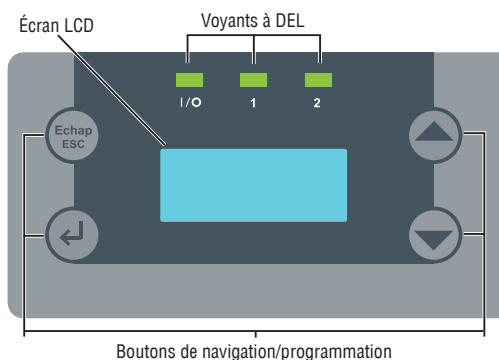 Écran LCD
Voyants à DEL
I/O
1
2
Echap
ESC
Boutons de navigation/programmation